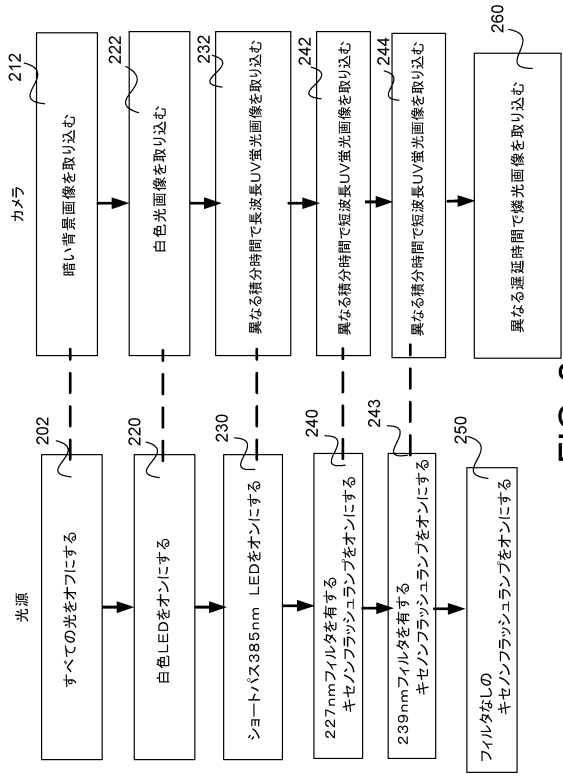 光源
カメラ
202
すべての光をオフにする
212
暗い背景画像を取り込む
220
白色LEDをオンにする
222
白色光画像を取り込む
230
ショートパス385nm LEDをオンにする
232
異なる積分時間で長波長UV蛍光画像を取り込む
240
227nmフィルタを有する
キセノンフラッシュランプをオンにする
242
異なる積分時間で短波長UV蛍光画像を取り込む
243
239nmフィルタを有する
キセノンフラッシュランプをオンにする
244
異なる積分時間で短波長UV蛍光画像を取り込む
250
フィルタなしの
キセノンフラッシュランプをオンにする
260
異なる遅延時間で燐光画像を取り込む
FIG.